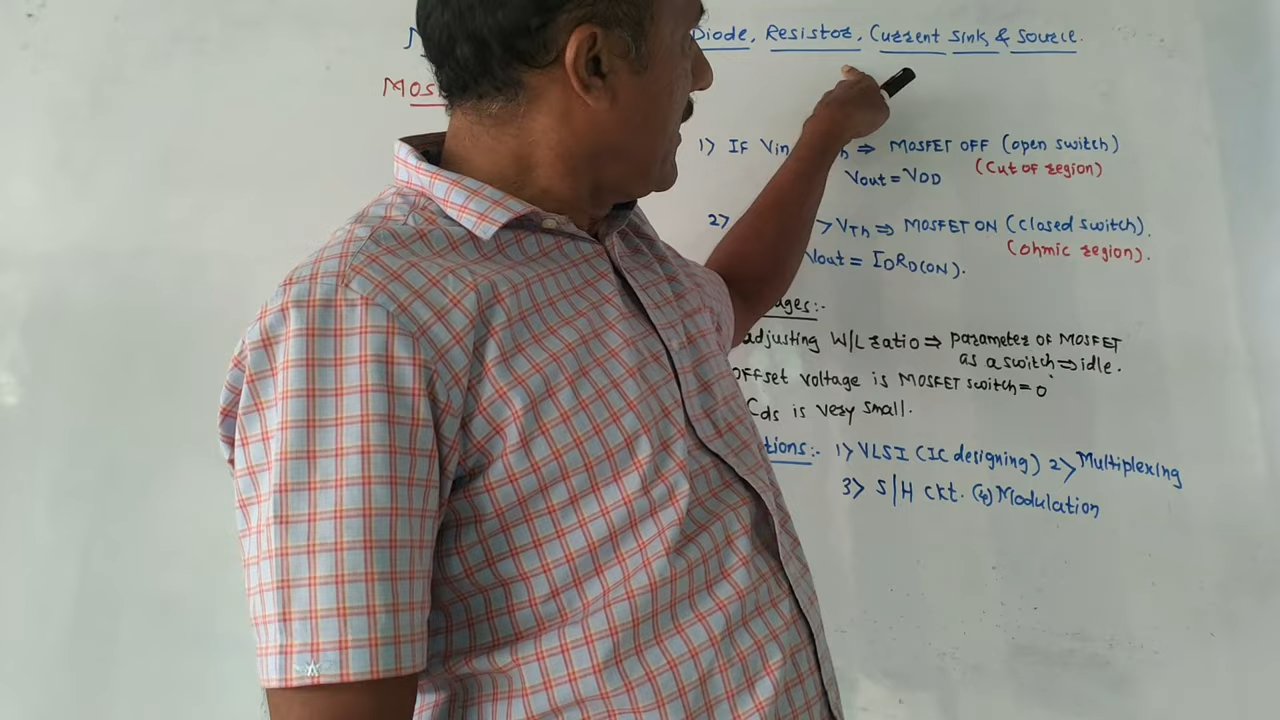 Diode, Resistor, Current Sink & Source.
MOS
1> IF Vin ⇒ MOSFET OFF (open switch)
Vout = VDD (Cut of region)
2> > VTh ⇒ MOSFET ON (closed switch).
Vout = IDRD(ON). (ohmic region).
ages:-
adjusting W/L ratio ⇒ parameter of MOSFET
as a switch ⇒ idle.
offset voltage is MOSFET switch = 0
Cds is very small.
tions:- 1> VLSI (IC designing) 2> Multiplexing
3> S/H ckt. (4) Modulation